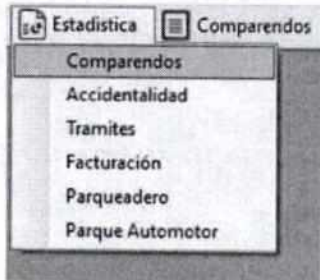 Estadistica Comparendos
Comparendos
Accidentalidad
Tramites
Facturación
Parqueadero
Parque Automotor